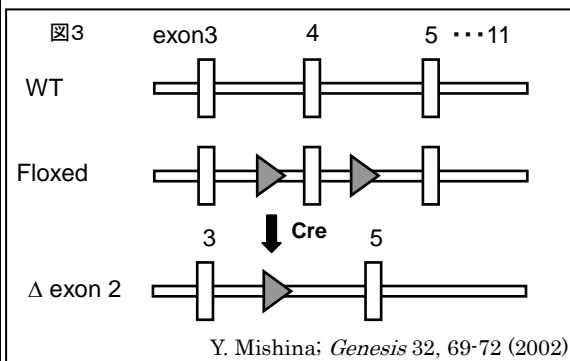 図3 exon3 4 5 ・・・11
WT
Floxed
Cre
3 5
Δ exon 2
Y. Mishina; Genesis 32, 69-72 (2002)